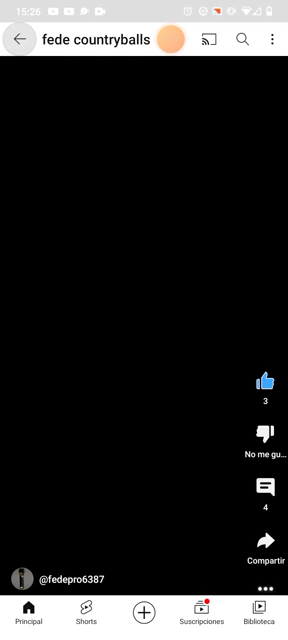 15:26
fede countryballs
3
No me gu...
4
Compartir
@fedepro6387
Principal
Shorts
Suscripciones
Biblioteca